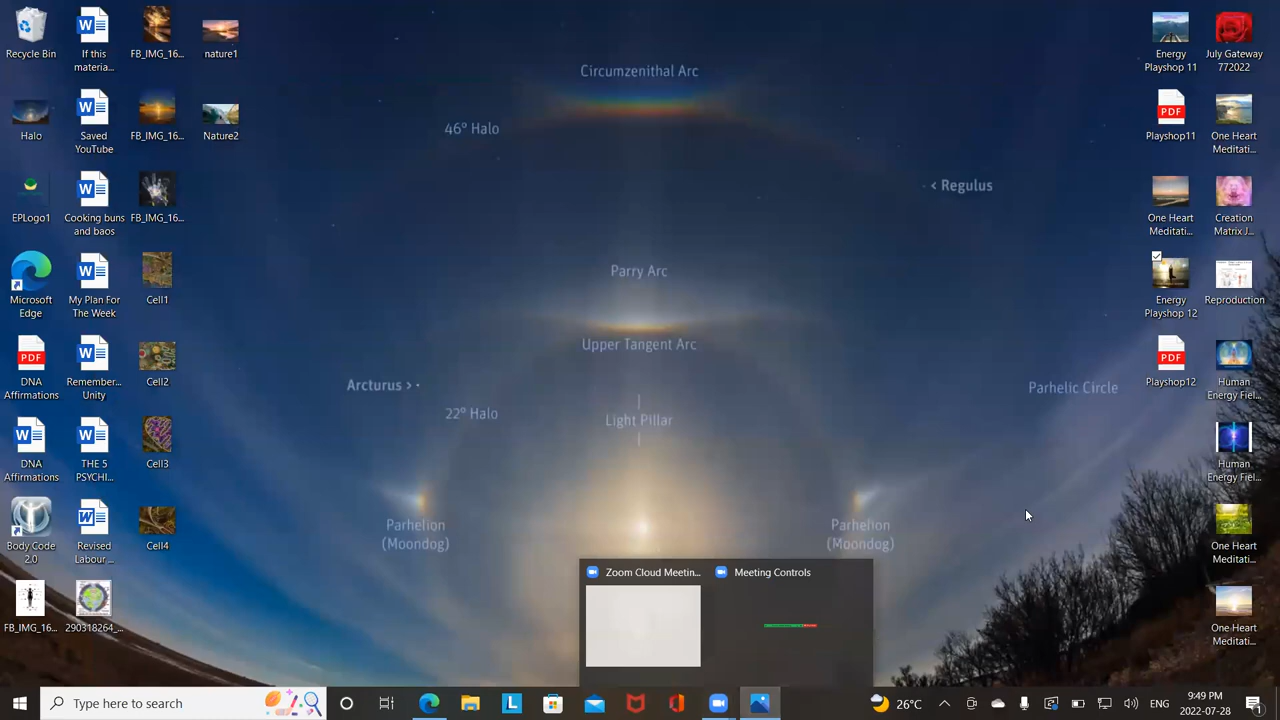 Recycle Bin
If this
materia...
FB_IMG_16...
nature1
Halo
Saved
YouTube
FB_IMG_16...
Nature2
EPLogo1
Cooking buns
and baos
FB_IMG_16...
Microsoft
Edge
My Plan For
The Week
Cell1
PDF
DNA
Affirmations
Remember...
Unity
Cell2
DNA
Affirmations
THE 5
PSYCHI...
Cell3
Body Code
2.0
Revised
Labour ...
Cell4
FB_IMG_16...
290318264_...
Circumzenithal Arc
46° Halo
< Regulus
Parry Arc
Upper Tangent Arc
Arcturus >
22° Halo
Light Pillar
Parhelic Circle
Parhelion
(Moondog)
Parhelion
(Moondog)
Energy
Playshop 11
July Gateway
772022
PDF
Playshop11
One Heart
Meditati...
One Heart
Meditati...
Creation
Matrix J...
Energy
Playshop 12
Reproduction
PDF
Playshop12
Human
Energy Fiel...
Human
Energy Fiel...
One Heart
Meditati...
One Heart
Meditati...
Zoom Cloud Meetin...
Meeting Controls
Type here to search
26°C
ENG
9:49 PM
2022-07-28